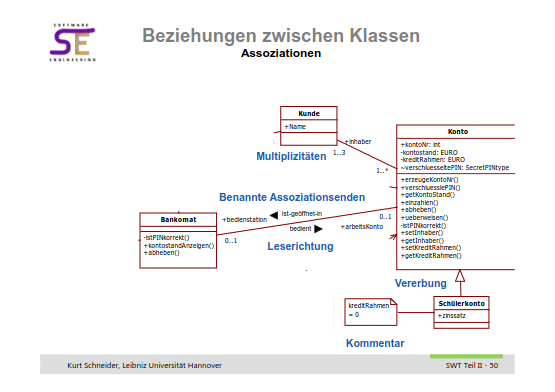 SOFTWARE
SE
ENGINEERING
Beziehungen zwischen Klassen
Assoziationen
Kunde
+Name
+inhaber
1..3
1..*
Multiplizitäten
Konto
+kontoNr: int
-kontostand: EURO
-kreditRahmen: EURO
~verschluesseltePIN: SecretPINtype
+erzeugeKontoNr()
+verschluesslePIN()
+getKontoStand()
+einzahlen()
+abheben()
+ueberweisen()
-istPINkorrekt()
+setInhaber()
+getInhaber()
+setKreditRahmen()
+getKreditRahmen()
Benannte Assoziationsenden
Bankomat
-istPINkorrekt()
+kontostandAnzeigen()
+abheben()
+bedienstation
0..1
◀ ist-geöffnet-in
bedient ▶
0..1
+arbeitsKonto
Leserichtung
Vererbung
kreditRahmen
= 0
Schülerkonto
+zinssatz
Kommentar
Kurt Schneider, Leibniz Universität Hannover
SWT Teil II - 50